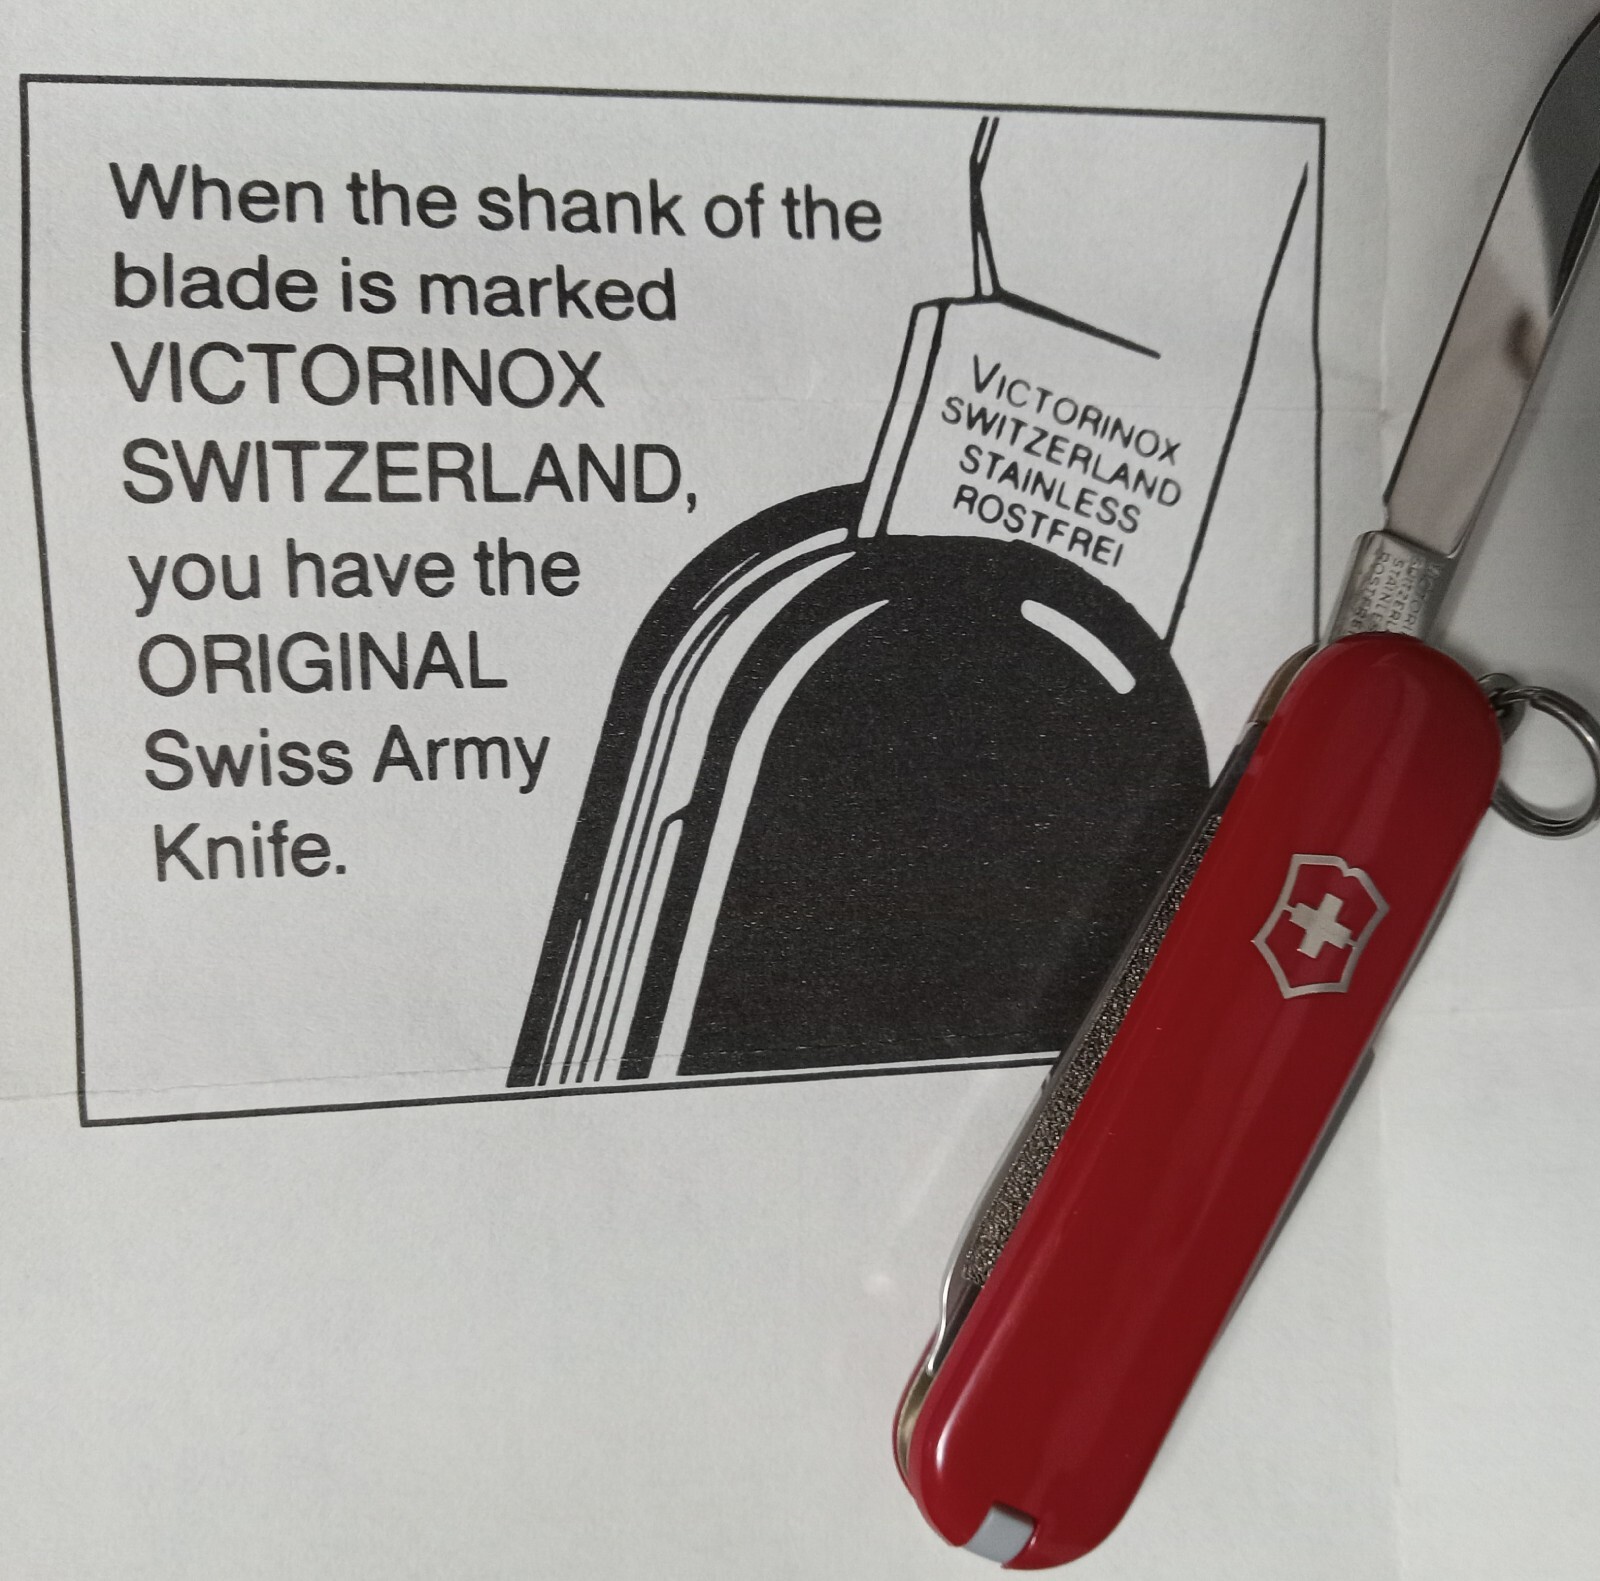 When the shank of the
blade is marked
VICTORINOX
SWITZERLAND,
you have the
ORIGINAL
Swiss Army
Knife.
VICTORINOX
SWITZERLAND
STAINLESS
ROSTFREI